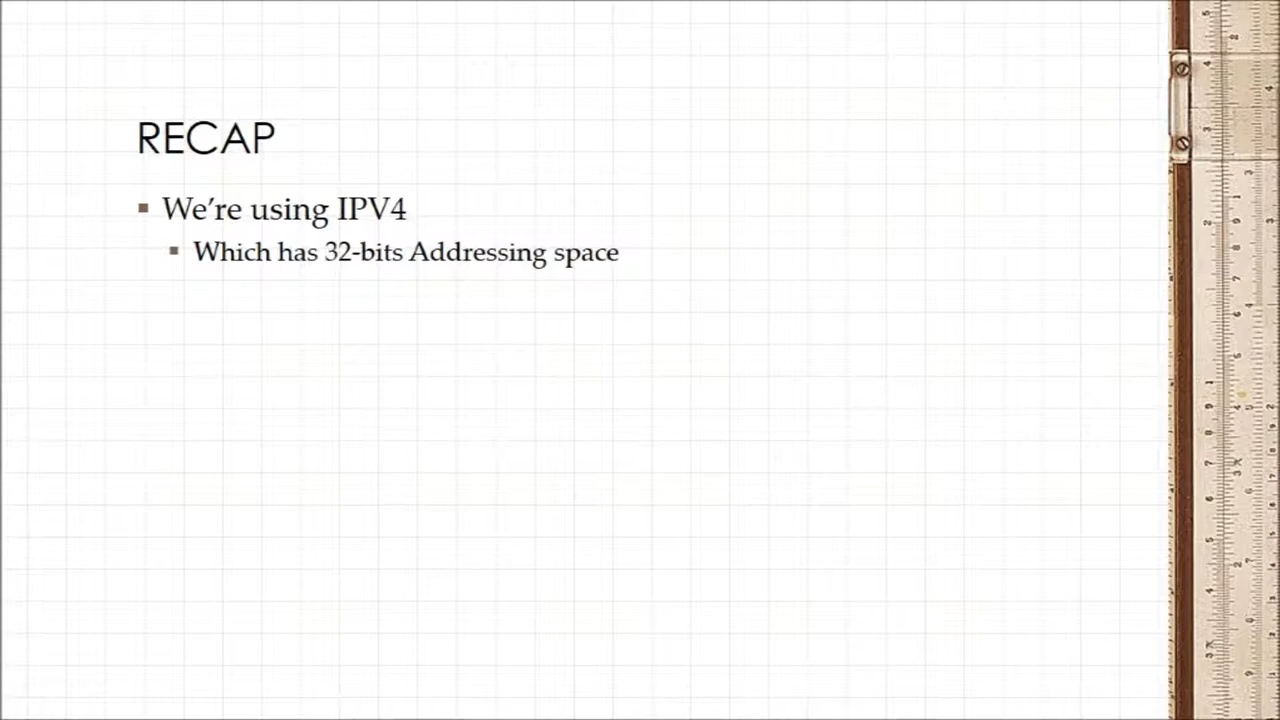 RECAP
We’re using IPV4
Which has 32-bits Addressing space